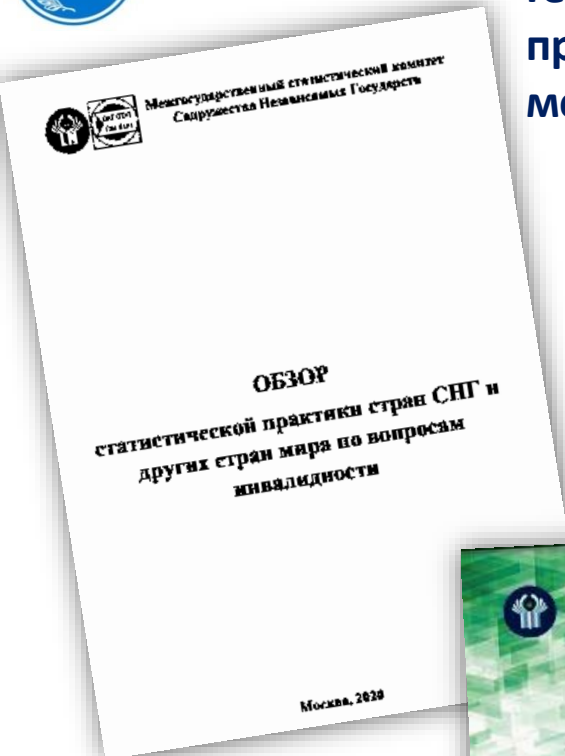 пр
Межгосударственный статистический комитет
Содружества Независимых Государств
ОБЗОР
статистической практики стран СНГ и
других стран мира по вопросам
инвалидности
Москва, 2020